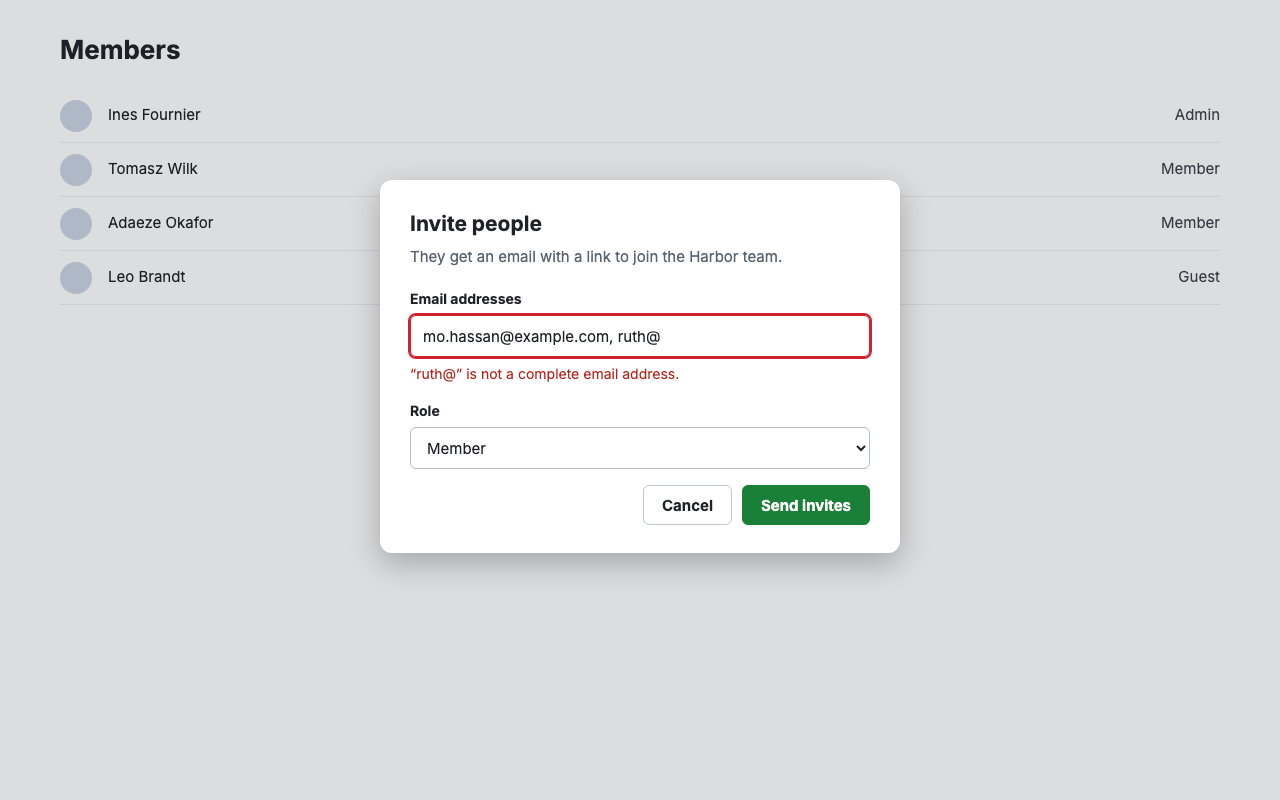 Members
Ines Fournier Admin
Tomasz Wilk Member
Adaeze Okafor Member
Leo Brandt Guest
Invite people
They get an email with a link to join the Harbor team.
Email addresses
mo.hassan@example.com, ruth@
“ruth@” is not a complete email address.
Role
Member
Cancel Send invites